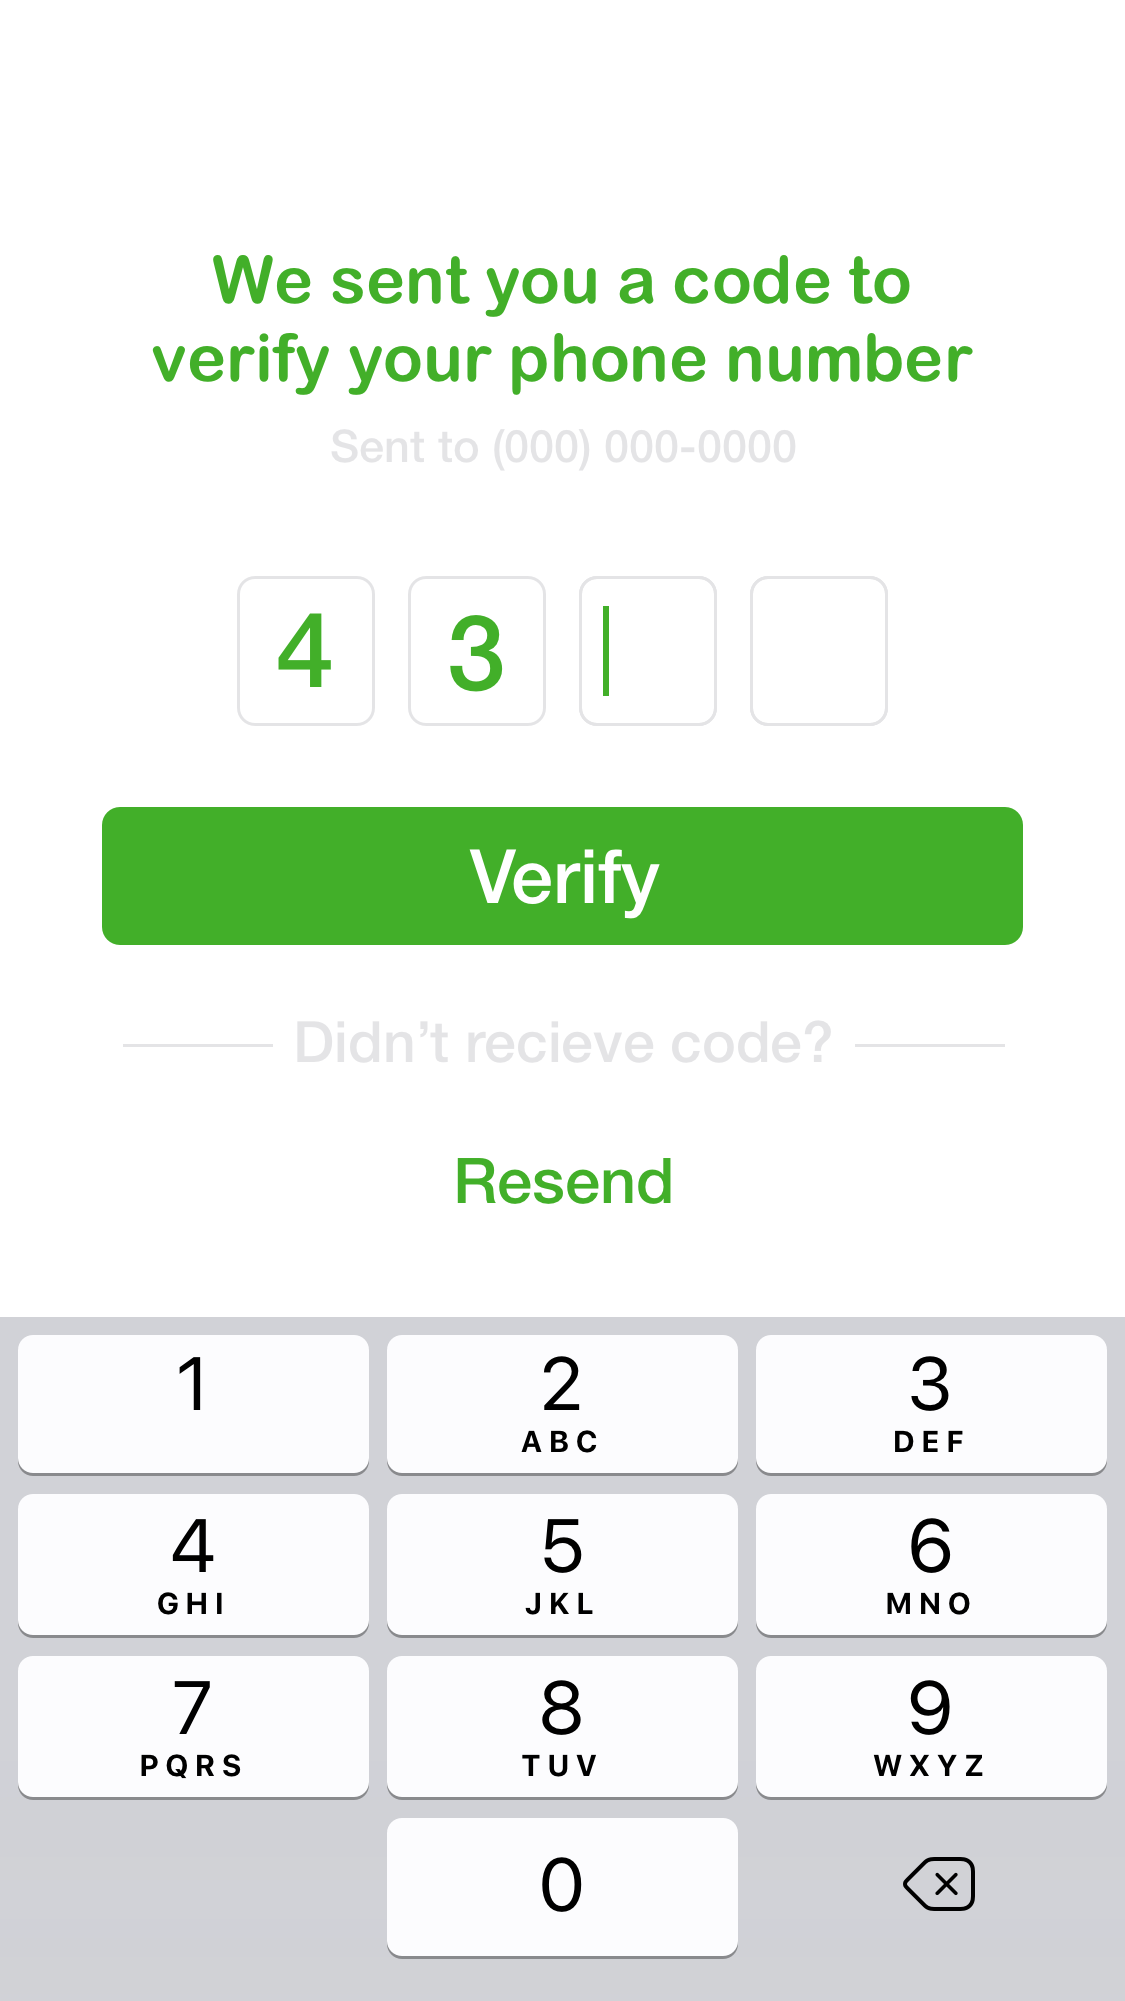 We sent you a code to
verify your phone number
Sent to (000) 000-0000
4 3
Verify
Didn’t recieve code?
Resend
1 2 3
ABC DEF
4 5 6
GHI JKL MNO
7 8 9
PQRS TUV WXYZ
0